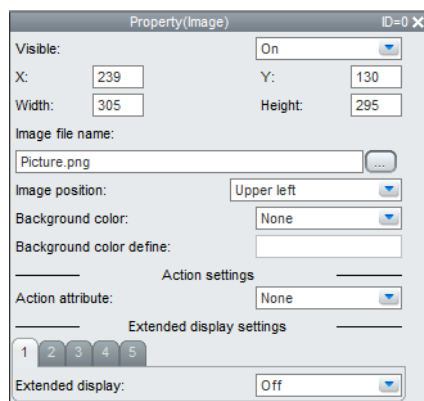 Property(Image) ID=0
Visible: On
X: 239 Y: 130
Width: 305 Height: 295
Image file name:
Picture.png ...
Image position: Upper left
Background color: None
Background color define:
Action settings
Action attribute: None
Extended display settings
1 2 3 4 5
Extended display: Off